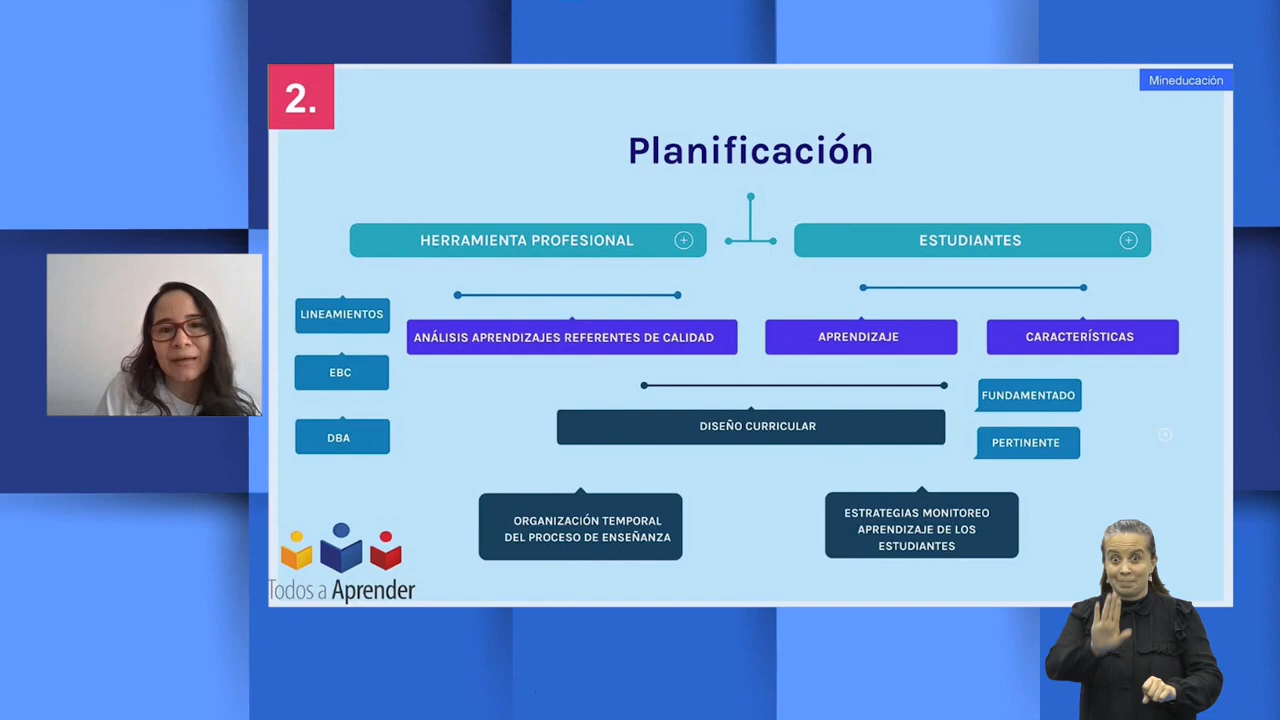 2.
Mineducación
Planificación
HERRAMIENTA PROFESIONAL
ESTUDIANTES
LINEAMIENTOS
EBC
DBA
ANÁLISIS APRENDIZAJES REFERENTES DE CALIDAD
APRENDIZAJE
CARACTERÍSTICAS
DISEÑO CURRICULAR
FUNDAMENTADO
PERTINENTE
ORGANIZACIÓN TEMPORAL
DEL PROCESO DE ENSEÑANZA
ESTRATEGIAS MONITOREO
APRENDIZAJE DE LOS
ESTUDIANTES
Todos a Aprender